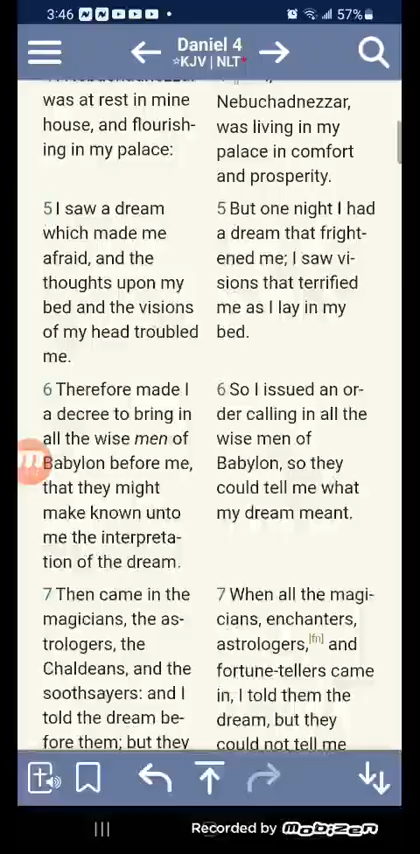 3:46
57%
Daniel 4
☆KJV | NLT*
was at rest in mine
house, and flourish-
ing in my palace:
5 I saw a dream
which made me
afraid, and the
thoughts upon my
bed and the visions
of my head troubled
me.
6 Therefore made I
a decree to bring in
all the wise men of
Babylon before me,
that they might
make known unto
me the interpreta-
tion of the dream.
7 Then came in the
magicians, the as-
trologers, the
Chaldeans, and the
soothsayers: and I
told the dream be-
fore them; but they
Nebuchadnezzar,
was living in my
palace in comfort
and prosperity.
5 But one night I had
a dream that fright-
ened me; I saw vi-
sions that terrified
me as I lay in my
bed.
6 So I issued an or-
der calling in all the
wise men of
Babylon, so they
could tell me what
my dream meant.
7 When all the magi-
cians, enchanters,
astrologers,[fn] and
fortune-tellers came
in, I told them the
dream, but they
could not tell me
Recorded by Mobizen